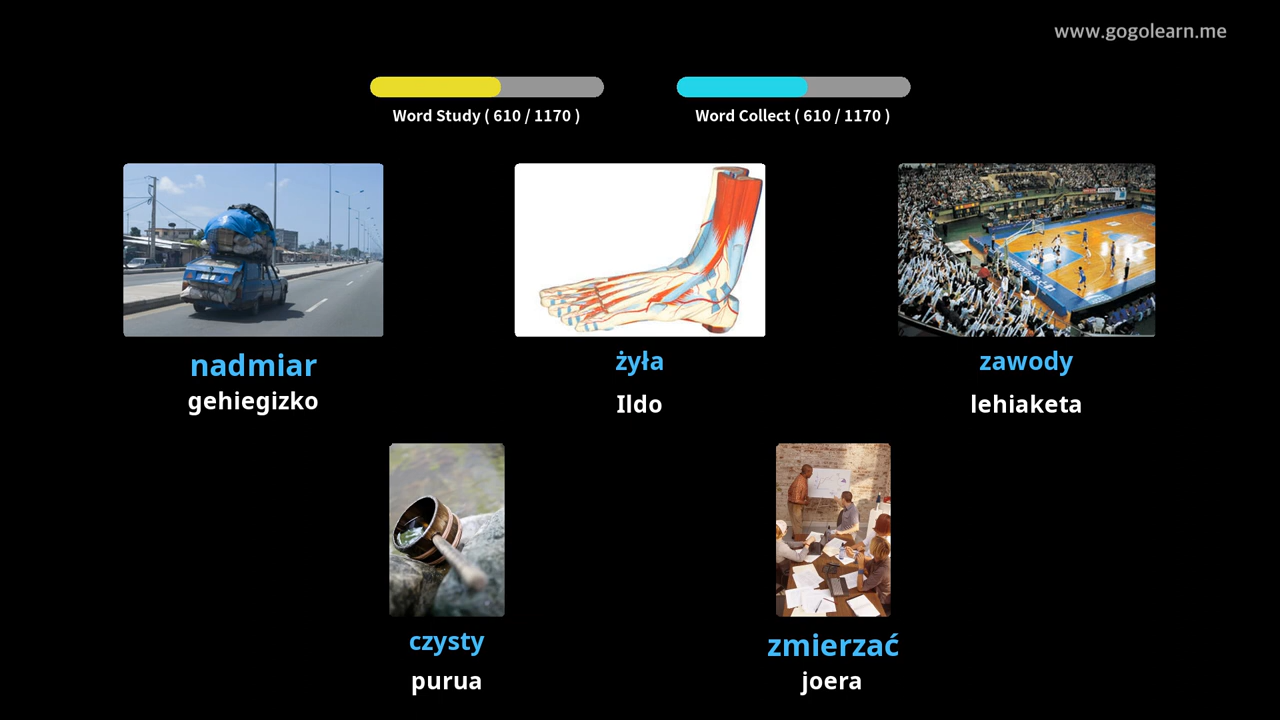 www.gogolearn.me
Word Study ( 610 / 1170 )
Word Collect ( 610 / 1170 )
nadmiar
gehiegizko
żyła
Ildo
zawody
lehiaketa
czysty
purua
zmierzać
joera